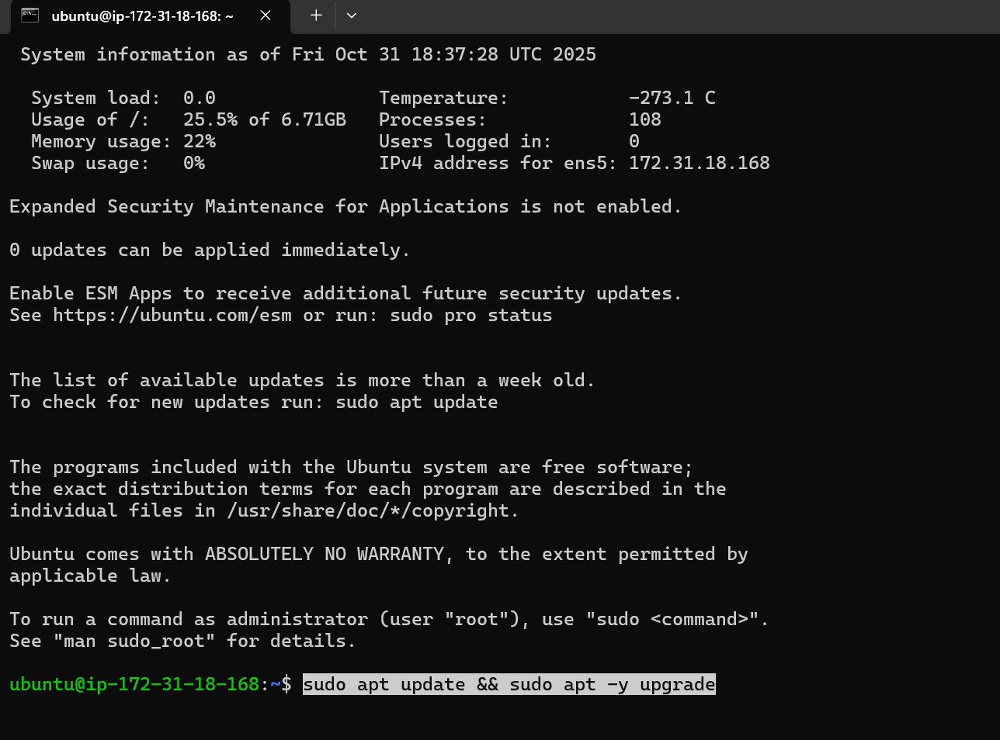 ubuntu@ip-172-31-18-168: ~
System information as of Fri Oct 31 18:37:28 UTC 2025
System load: 0.0 Temperature: -273.1 C
Usage of /: 25.5% of 6.71GB Processes: 108
Memory usage: 22% Users logged in: 0
Swap usage: 0% IPv4 address for ens5: 172.31.18.168
Expanded Security Maintenance for Applications is not enabled.
0 updates can be applied immediately.
Enable ESM Apps to receive additional future security updates.
See https://ubuntu.com/esm or run: sudo pro status
The list of available updates is more than a week old.
To check for new updates run: sudo apt update
The programs included with the Ubuntu system are free software;
the exact distribution terms for each program are described in the
individual files in /usr/share/doc/*/copyright.
Ubuntu comes with ABSOLUTELY NO WARRANTY, to the extent permitted by
applicable law.
To run a command as administrator (user "root"), use "sudo <command>".
See "man sudo_root" for details.
ubuntu@ip-172-31-18-168:~$ sudo apt update && sudo apt -y upgrade